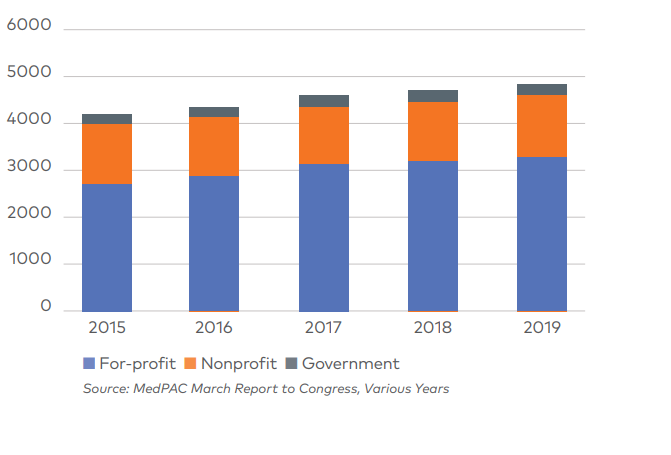 6000
5000
4000
3000
2000
1000
0
2015 2016 2017 2018 2019
For-profit Nonprofit Government
Source: MedPAC March Report to Congress, Various Years